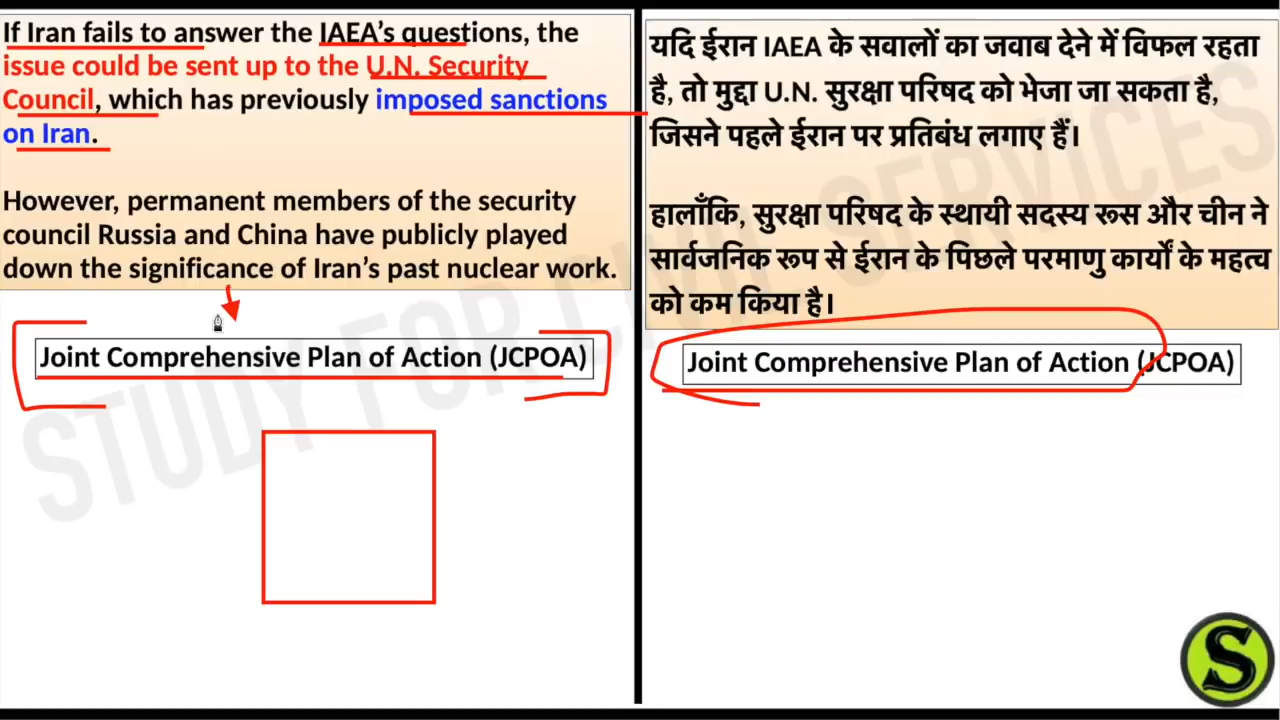 If Iran fails to answer the IAEA's questions, the
issue could be sent up to the U.N. Security
Council, which has previously imposed sanctions
on Iran.
However, permanent members of the security
council Russia and China have publicly played
down the significance of Iran's past nuclear work.
Joint Comprehensive Plan of Action (JCPOA)
यदि ईरान IAEA के सवालों का जवाब देने में विफल रहता
है, तो मुद्दा U.N. सुरक्षा परिषद को भेजा जा सकता है,
जिसने पहले ईरान पर प्रतिबंध लगाए हैं।
हालाँकि, सुरक्षा परिषद के स्थायी सदस्य रूस और चीन ने
सार्वजनिक रूप से ईरान के पिछले परमाणु कार्यों के महत्व
को कम किया है।
Joint Comprehensive Plan of Action (JCPOA)
STUDY FOR CIVIL SERVICES
S